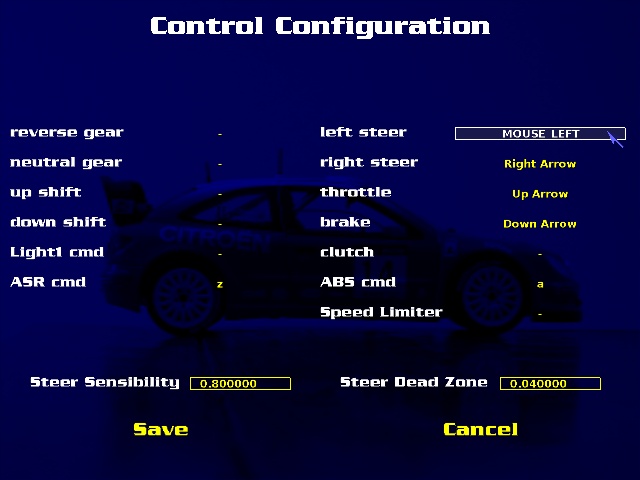 Control Configuration
reverse gear - left steer MOUSE LEFT
neutral gear - right steer Right Arrow
up shift - throttle Up Arrow
down shift - brake Down Arrow
Light1 cmd - clutch -
ASR cmd z ABS cmd a
Speed Limiter -
CITROEN
Steer Sensibility 0.800000 Steer Dead Zone 0.040000
Save Cancel